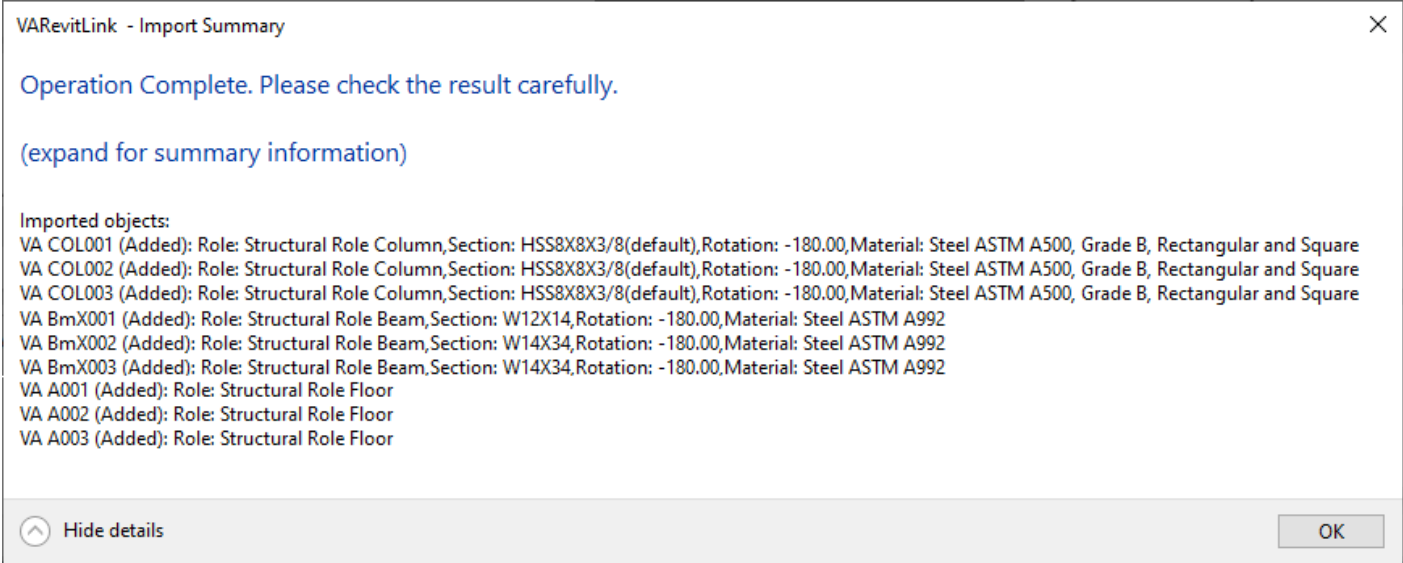 VARevitLink - Import Summary
Operation Complete. Please check the result carefully.
(expand for summary information)
Imported objects:
VA COL001 (Added): Role: Structural Role Column,Section: HSS8X8X3/8(default),Rotation: -180.00,Material: Steel ASTM A500, Grade B, Rectangular and Square
VA COL002 (Added): Role: Structural Role Column,Section: HSS8X8X3/8(default),Rotation: -180.00,Material: Steel ASTM A500, Grade B, Rectangular and Square
VA COL003 (Added): Role: Structural Role Column,Section: HSS8X8X3/8(default),Rotation: -180.00,Material: Steel ASTM A500, Grade B, Rectangular and Square
VA BmX001 (Added): Role: Structural Role Beam,Section: W12X14,Rotation: -180.00,Material: Steel ASTM A992
VA BmX002 (Added): Role: Structural Role Beam,Section: W14X34,Rotation: -180.00,Material: Steel ASTM A992
VA BmX003 (Added): Role: Structural Role Beam,Section: W14X34,Rotation: -180.00,Material: Steel ASTM A992
VA A001 (Added): Role: Structural Role Floor
VA A002 (Added): Role: Structural Role Floor
VA A003 (Added): Role: Structural Role Floor
Hide details
OK